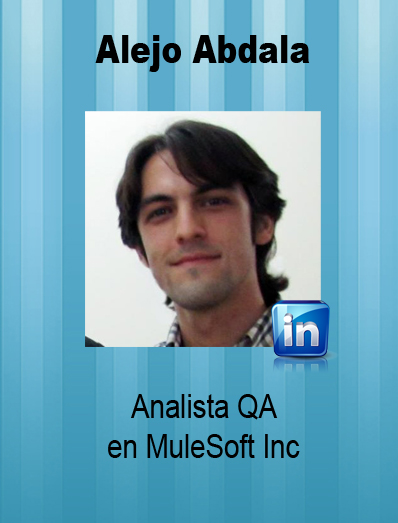 Alejo Abdala
in
Analista QA
en MuleSoft Inc